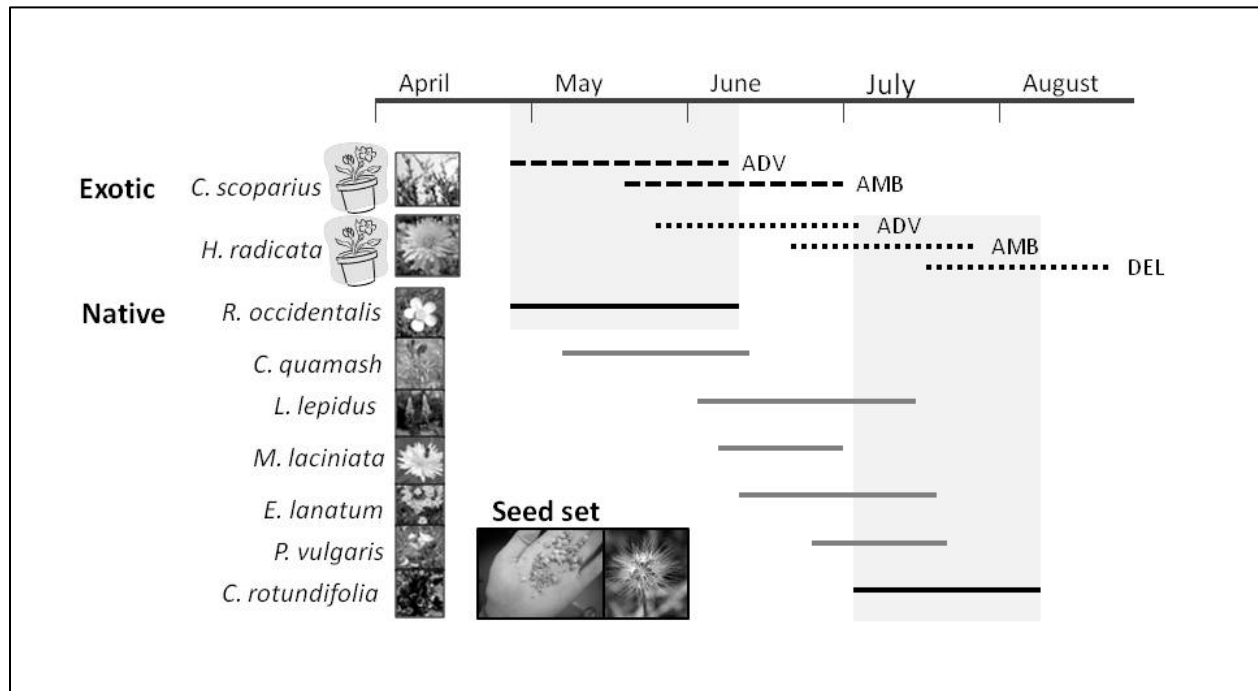 April May June July August
ADV
Exotic C. scoparius AMB
ADV
H. radicata AMB
DEL
Native R. occidentalis
C. quamash
L. lepidus
M. laciniata
E. lanatum
Seed set
P. vulgaris
C. rotundifolia